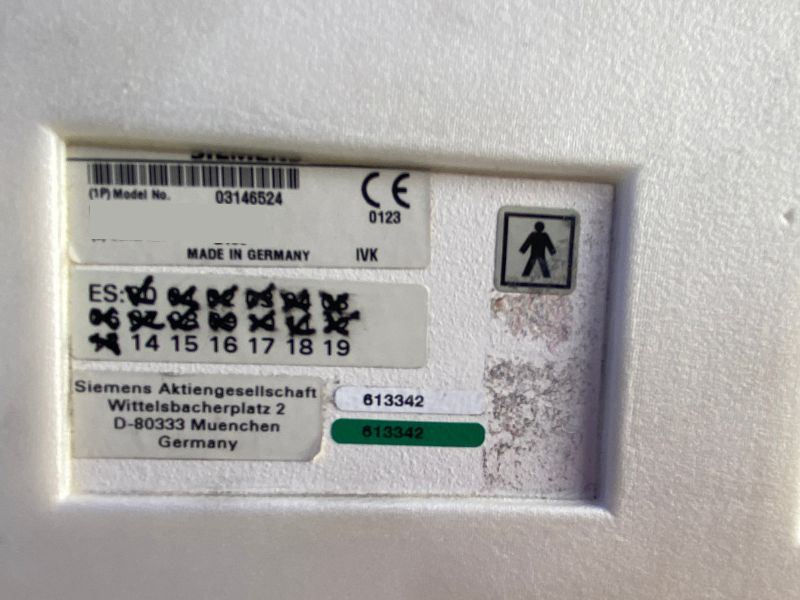 SIEMENS
(1P) Model No. 03146524
CE
0123
MADE IN GERMANY IVK
ES:
14 15 16 17 18 19
Siemens Aktiengesellschaft
Wittelsbacherplatz 2
D-80333 Muenchen
Germany
613342
613342